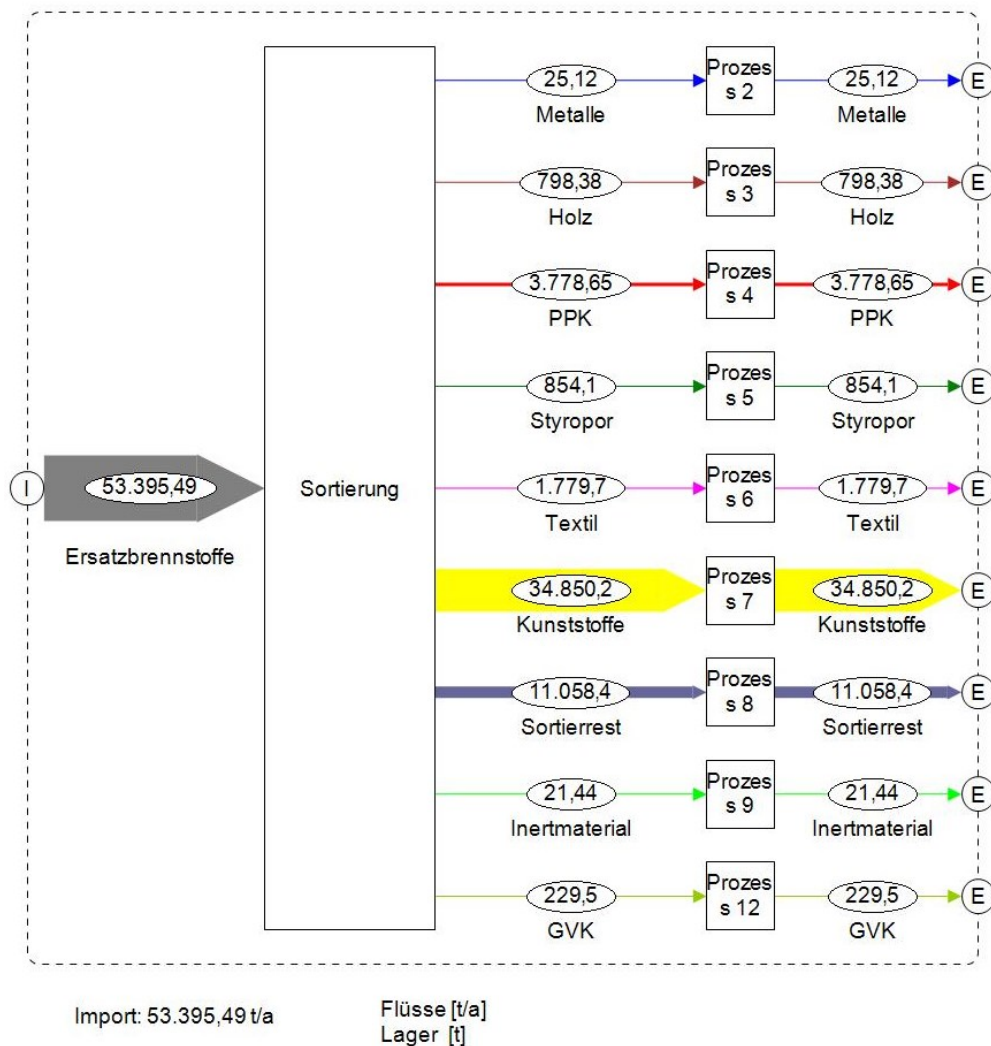 25,12
Metalle
Prozes
s 2
25,12
Metalle
E
798,38
Holz
Prozes
s 3
798,38
Holz
E
3.778,65
PPK
Prozes
s 4
3.778,65
PPK
E
854,1
Styropor
Prozes
s 5
854,1
Styropor
E
I
53.395,49
Ersatzbrennstoffe
Sortierung
1.779,7
Textil
Prozes
s 6
1.779,7
Textil
E
34.850,2
Kunststoffe
Prozes
s 7
34.850,2
Kunststoffe
E
11.058,4
Sortierrest
Prozes
s 8
11.058,4
Sortierrest
E
21,44
Inertmaterial
Prozes
s 9
21,44
Inertmaterial
E
229,5
GVK
Prozes
s 12
229,5
GVK
E
Import: 53.395,49 t/a
Flüsse [t/a]
Lager [t]